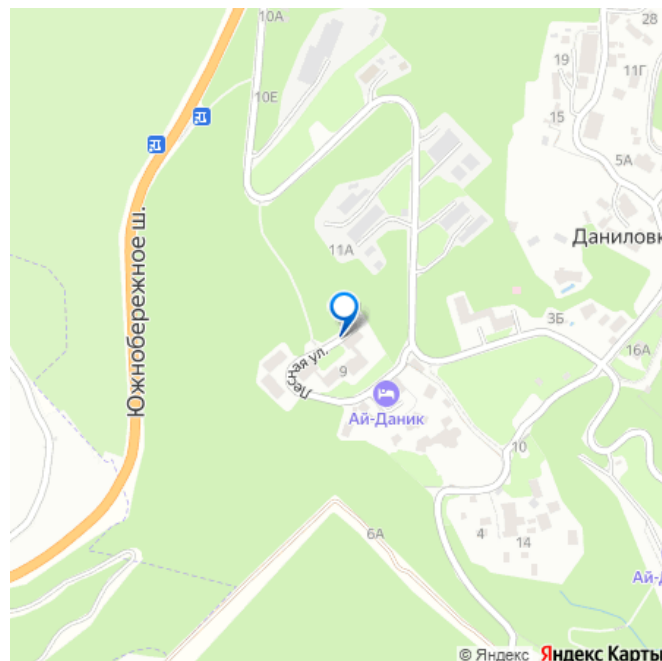 10А
28
19
11Г
10Е
15
5А
Даниловк
11А
Южнобережное ш.
3Б
16А
Лесная ул.
9
Ай-Даник
10
6А
4
14
Ай-Д
© Яндекс Яндекс Карты